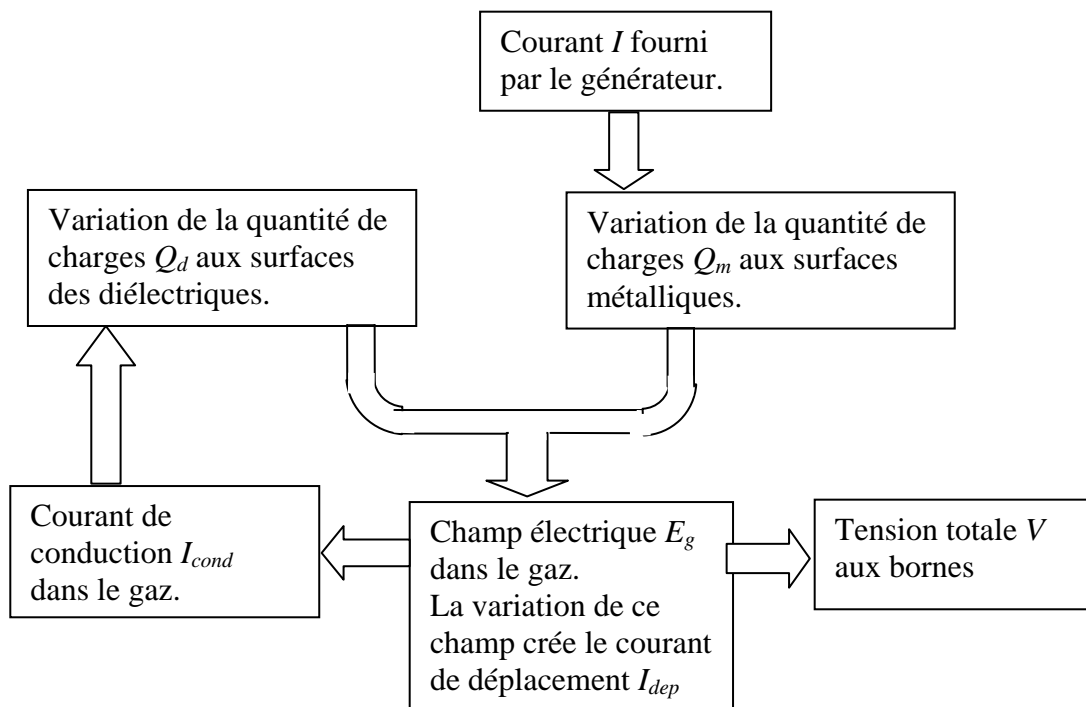 Courant I fourni
par le générateur.
Variation de la quantité de
charges Qd aux surfaces
des diélectriques.
Variation de la quantité de
charges Qm aux surfaces
métalliques.
Courant de
conduction Icond
dans le gaz.
Champ électrique Eg
dans le gaz.
La variation de ce
champ crée le courant
de déplacement Idep
Tension totale V
aux bornes